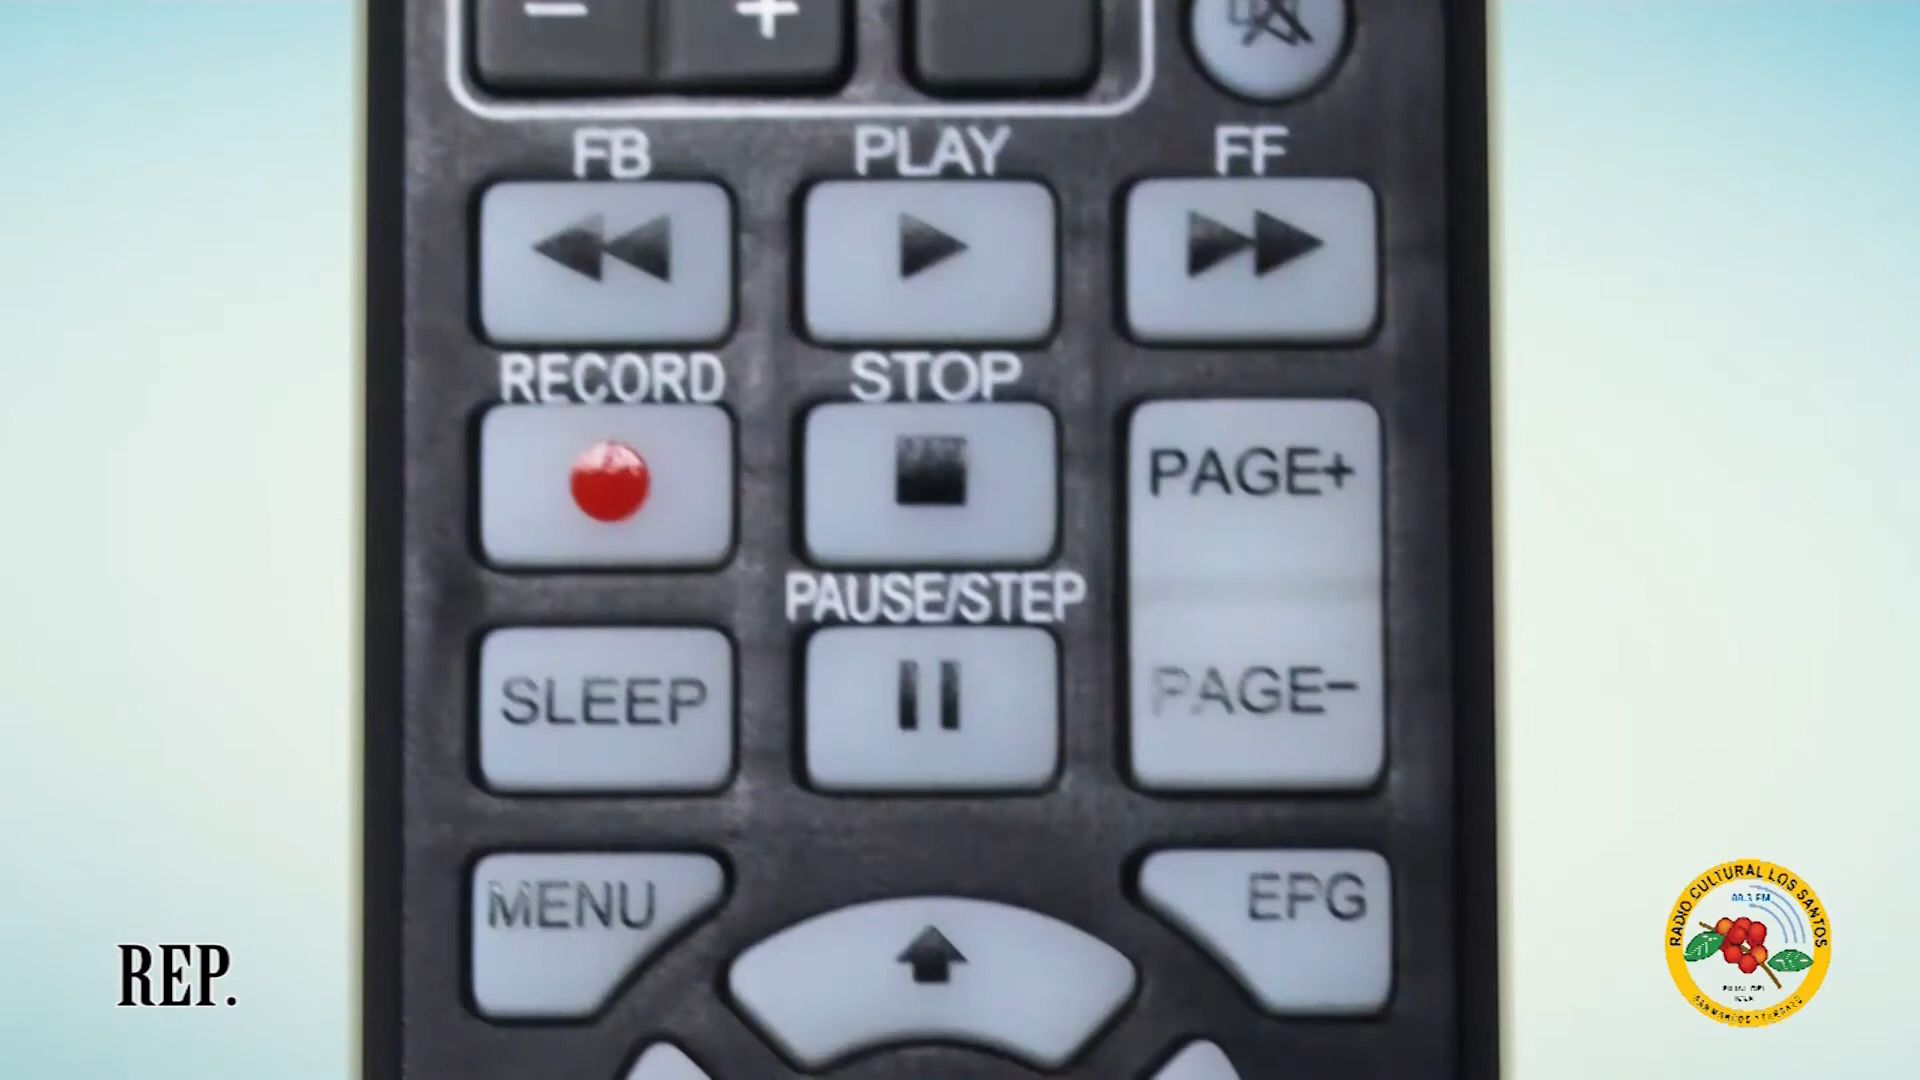 − +
FB PLAY FF
RECORD STOP
PAGE+
PAUSE/STEP
SLEEP PAGE−
MENU EPG
REP.
RADIO CULTURAL LOS SANTOS